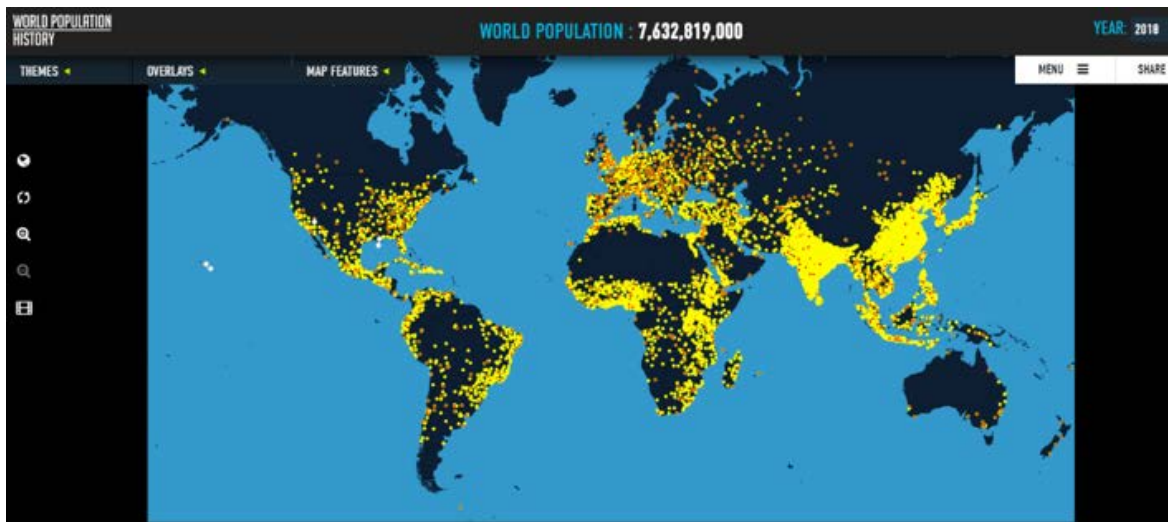 WORLD POPULATION
HISTORY
WORLD POPULATION : 7,632,819,000
YEAR: 2018
THEMES
OVERLAYS
MAP FEATURES
MENU
SHARE